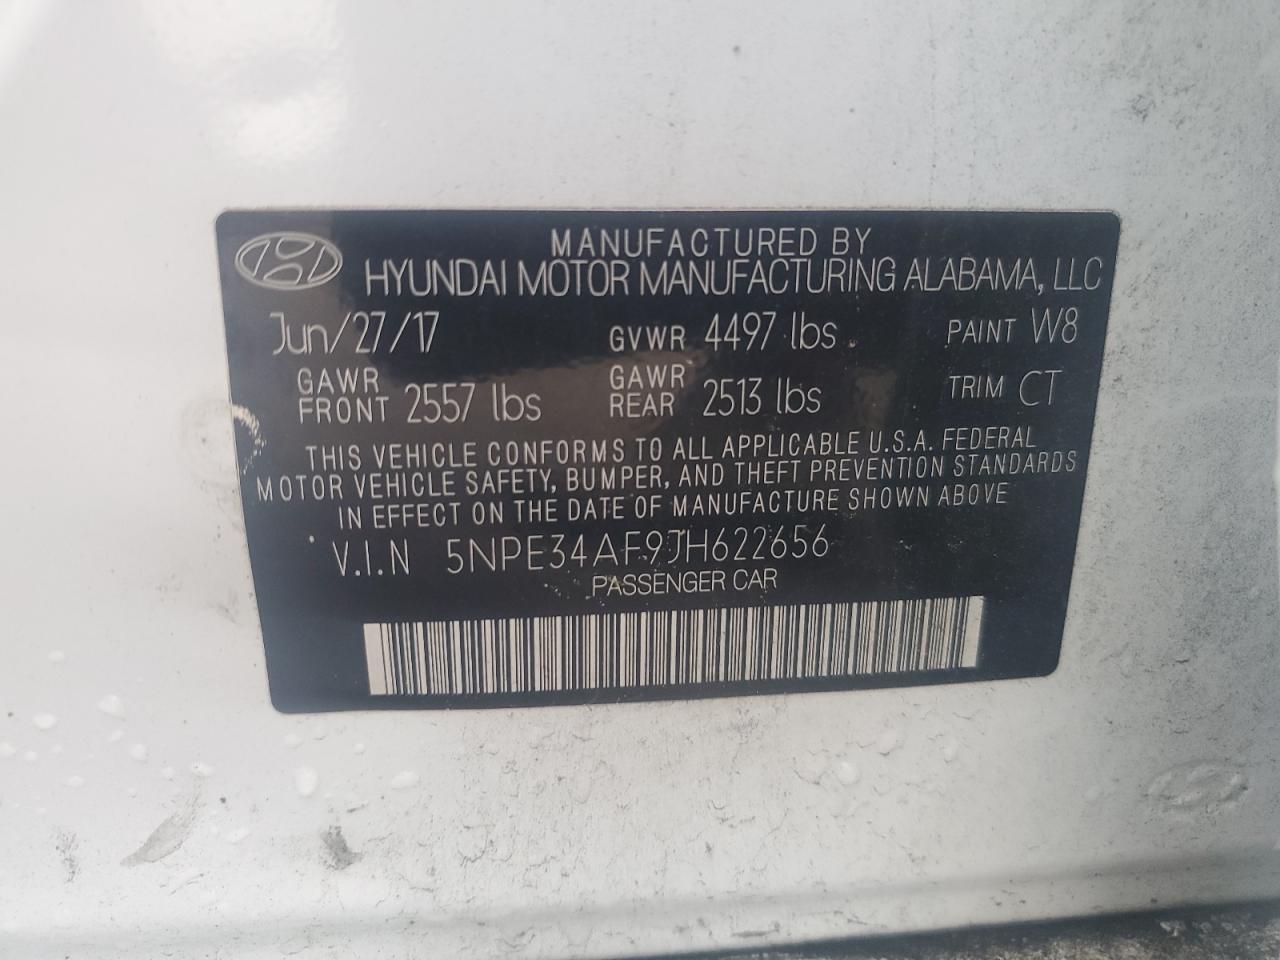 MANUFACTURED BY
HYUNDAI MOTOR MANUFACTURING ALABAMA, LLC
Jun/27/17 GVWR 4497 lbs PAINT W8
GAWR FRONT 2557 lbs GAWR REAR 2513 lbs TRIM CT
THIS VEHICLE CONFORMS TO ALL APPLICABLE U.S.A. FEDERAL
MOTOR VEHICLE SAFETY, BUMPER, AND THEFT PREVENTION STANDARDS
IN EFFECT ON THE DATE OF MANUFACTURE SHOWN ABOVE
V.I.N 5NPE34AF9JH622656
PASSENGER CAR